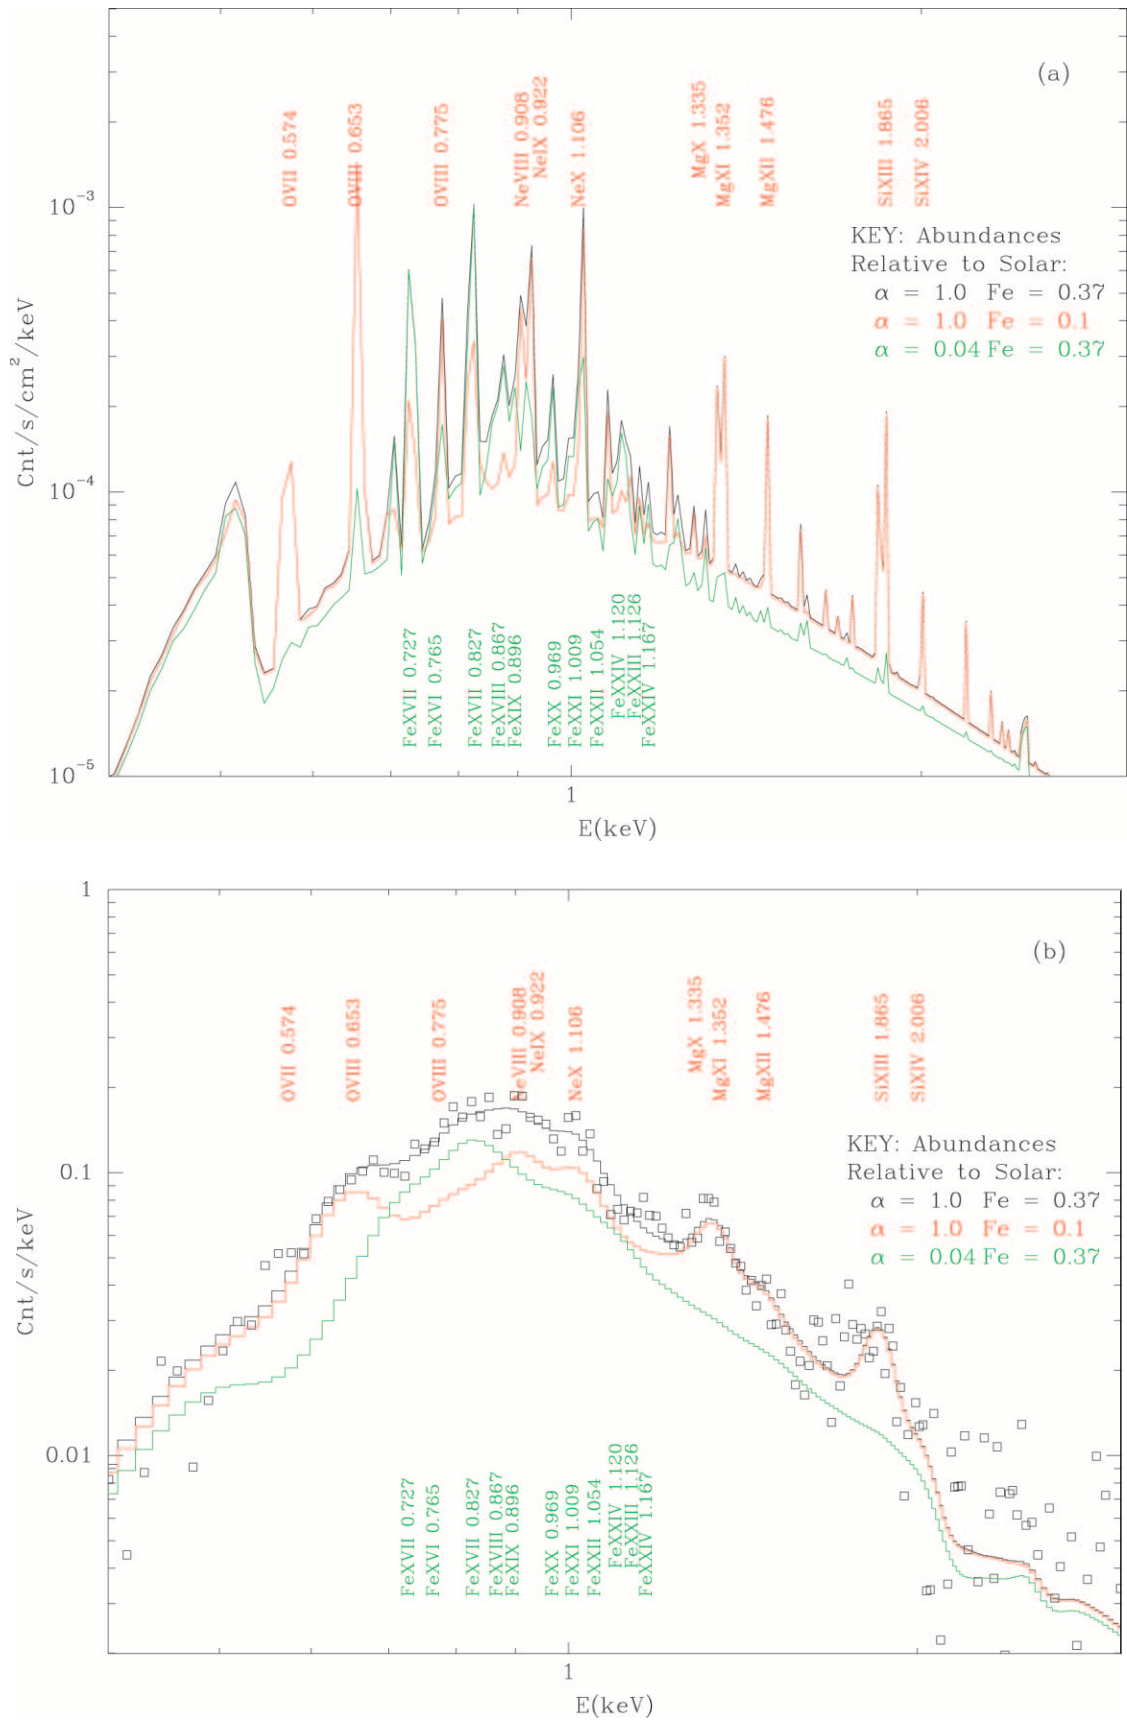 (a)
OVII 0.574
OVIII 0.653
OVIII 0.775
NeVIII 0.908
NeIX 0.922
NeX 1.106
MgX 1.335
MgXI 1.352
MgXII 1.476
SiXIII 1.865
SiXIV 2.006
10^-3
KEY: Abundances
Relative to Solar:
α = 1.0 Fe = 0.37
α = 1.0 Fe = 0.1
α = 0.04 Fe = 0.37
Cnt/s/cm²/keV
10^-4
FeXVII 0.727
FeXVI 0.765
FeXVII 0.827
FeXVIII 0.867
FeXIX 0.896
FeXX 0.969
FeXXI 1.009
FeXXII 1.054
FeXXIV 1.120
FeXXIII 1.126
FeXXIV 1.167
10^-5
1
E(keV)
1
(b)
OVII 0.574
OVIII 0.653
OVIII 0.775
NeVIII 0.908
NeIX 0.922
NeX 1.106
MgX 1.335
MgXI 1.352
MgXII 1.476
SiXIII 1.865
SiXIV 2.006
KEY: Abundances
Relative to Solar:
α = 1.0 Fe = 0.37
α = 1.0 Fe = 0.1
α = 0.04 Fe = 0.37
0.1
Cnt/s/keV
0.01
FeXVII 0.727
FeXVI 0.765
FeXVII 0.827
FeXVIII 0.867
FeXIX 0.896
FeXX 0.969
FeXXI 1.009
FeXXII 1.054
FeXXIV 1.120
FeXXIII 1.126
FeXXIV 1.167
1
E(keV)